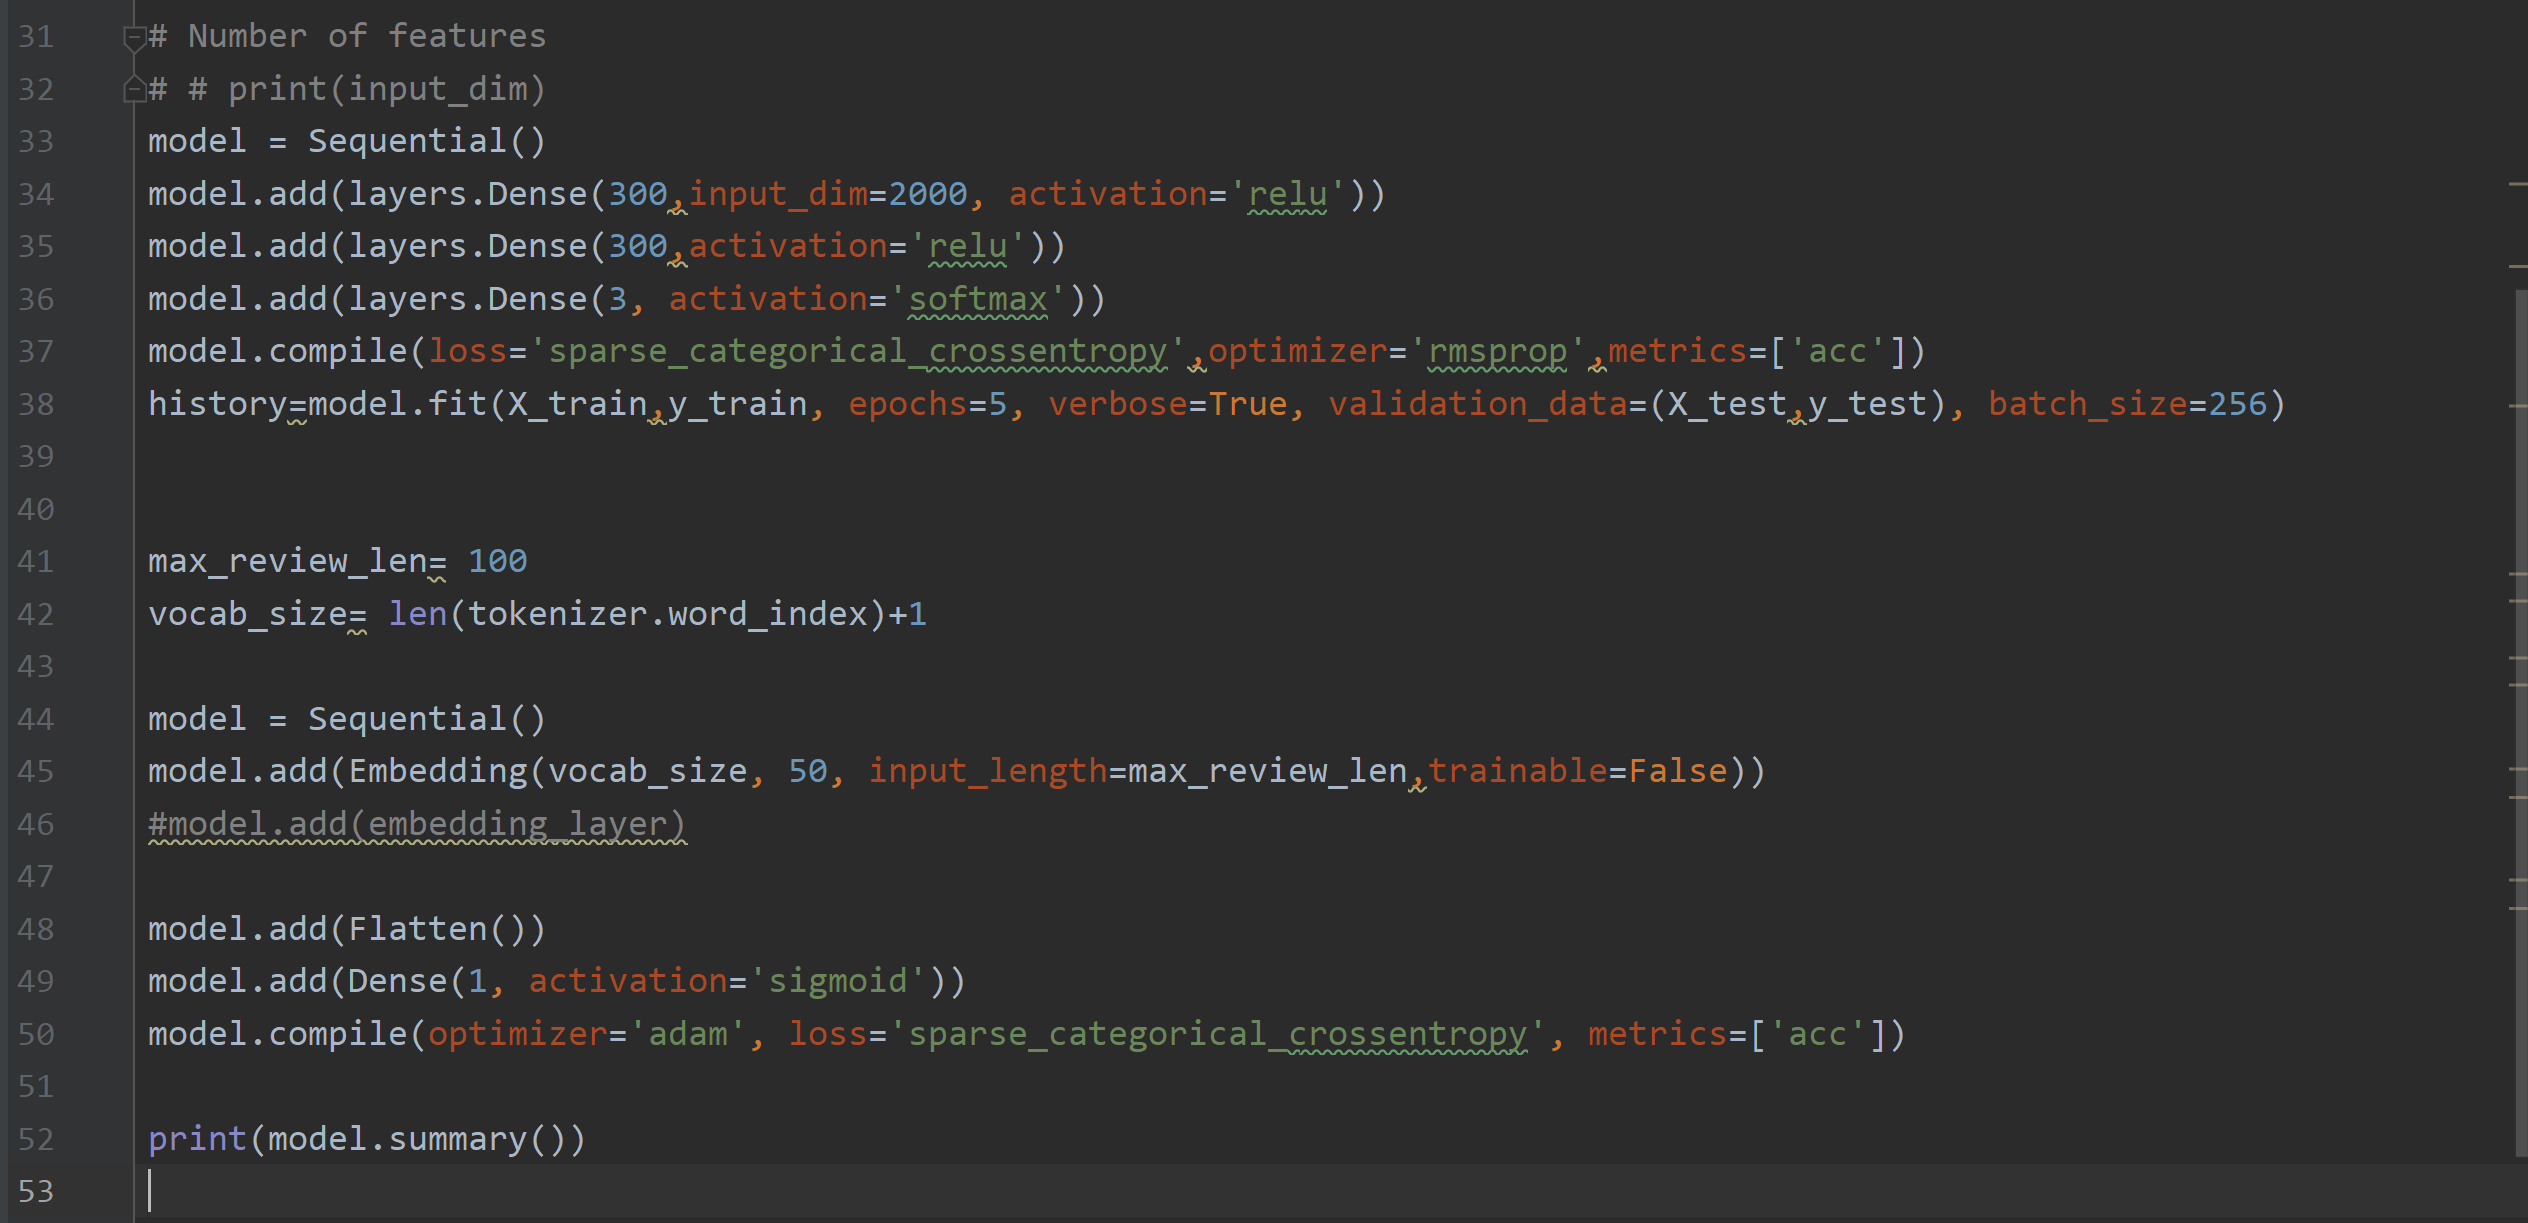 31 # Number of features
32 # # print(input_dim)
33 model = Sequential()
34 model.add(layers.Dense(300,input_dim=2000, activation='relu'))
35 model.add(layers.Dense(300,activation='relu'))
36 model.add(layers.Dense(3, activation='softmax'))
37 model.compile(loss='sparse_categorical_crossentropy',optimizer='rmsprop',metrics=['acc'])
38 history=model.fit(X_train,y_train, epochs=5, verbose=True, validation_data=(X_test,y_test), batch_size=256)
39
40
41 max_review_len= 100
42 vocab_size= len(tokenizer.word_index)+1
43
44 model = Sequential()
45 model.add(Embedding(vocab_size, 50, input_length=max_review_len,trainable=False))
46 #model.add(embedding_layer)
47
48 model.add(Flatten())
49 model.add(Dense(1, activation='sigmoid'))
50 model.compile(optimizer='adam', loss='sparse_categorical_crossentropy', metrics=['acc'])
51
52 print(model.summary())
53